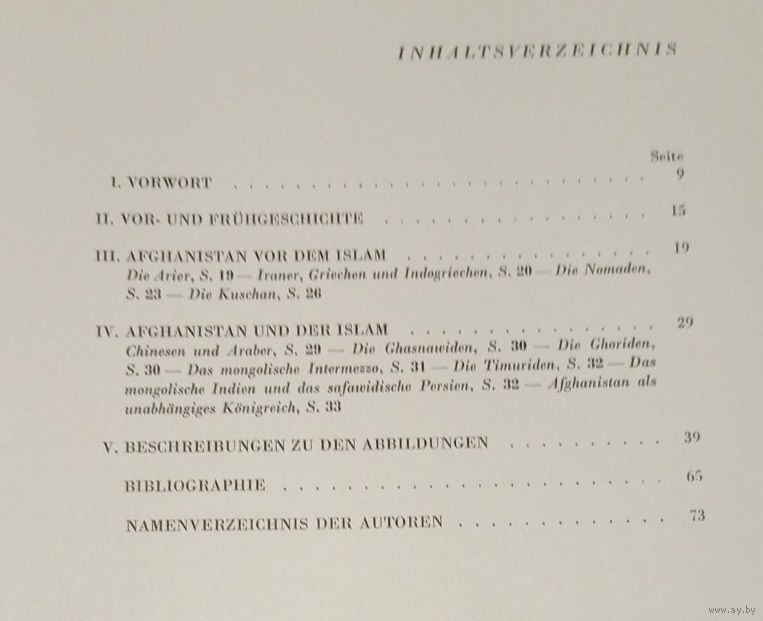 INHALTSVERZEICHNIS
Seite
I. VORWORT . . . . . . . . . . . . . . . . . . . . . . . . . . . 9
II. VOR- UND FRÜHGESCHICHTE . . . . . . . . . . . . . . . . . 15
III. AFGHANISTAN VOR DEM ISLAM . . . . . . . . . . . . . . . 19
Die Arier, S. 19 — Iraner, Griechen und Indogriechen, S. 20 — Die Nomaden,
S. 23 — Die Kuschan, S. 26
IV. AFGHANISTAN UND DER ISLAM . . . . . . . . . . . . . . . 29
Chinesen und Araber, S. 29 — Die Ghasnawiden, S. 30 — Die Ghoriden,
S. 30 — Das mongolische Intermezzo, S. 31 — Die Timuriden, S. 32 — Das
mongolische Indien und das safawidische Persien, S. 32 — Afghanistan als
unabhängiges Königreich, S. 33
V. BESCHREIBUNGEN ZU DEN ABBILDUNGEN . . . . . . . . . . 39
BIBLIOGRAPHIE . . . . . . . . . . . . . . . . . . . . . . . 65
NAMENVERZEICHNIS DER AUTOREN . . . . . . . . . . . . . 73
www.ay.by